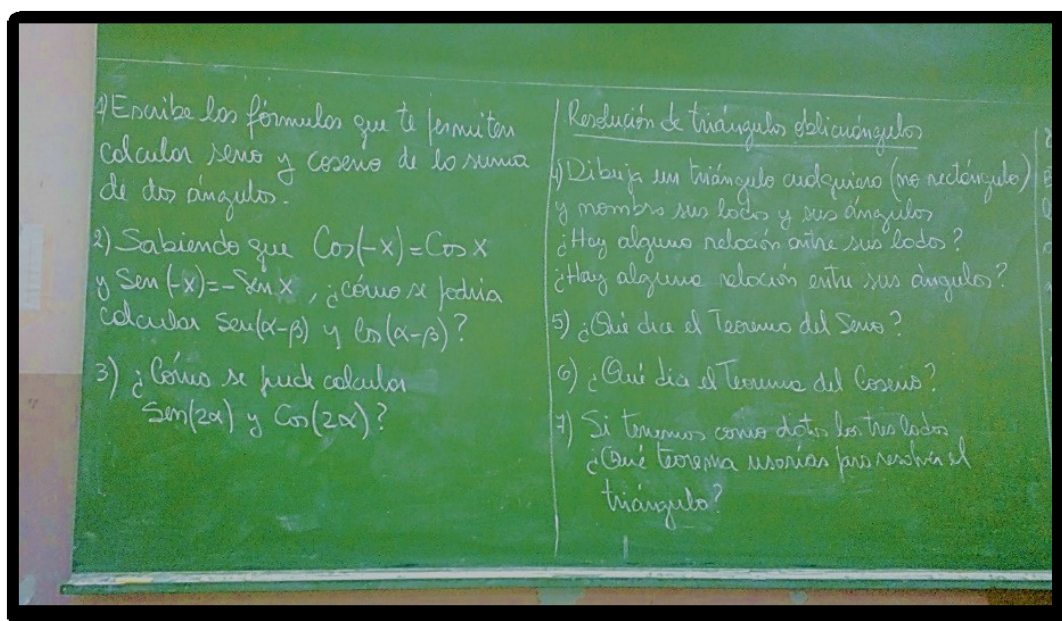 1) Escribe las fórmulas que te permiten
calcular seno y coseno de la suma
de dos ángulos.
2) Sabiendo que Cos(-x)=Cos x
y Sen(-x)=-Sen x, ¿cómo se podría
calcular Sen(α-β) y Cos(α-β)?
3) ¿Cómo se puede calcular
Sen(2α) y Cos(2α)?
Resolución de triángulos oblicuángulos
4) Dibuja un triángulo cualquiera (no rectángulo)
y nombra sus lados y sus ángulos
¿Hay alguna relación entre sus lados?
¿Hay alguna relación entre sus ángulos?
5) ¿Qué dice el Teorema del Seno?
6) ¿Qué dice el Teorema del Coseno?
7) Si tenemos como datos los tres lados
¿Qué teorema usarías para resolver el
triángulo?